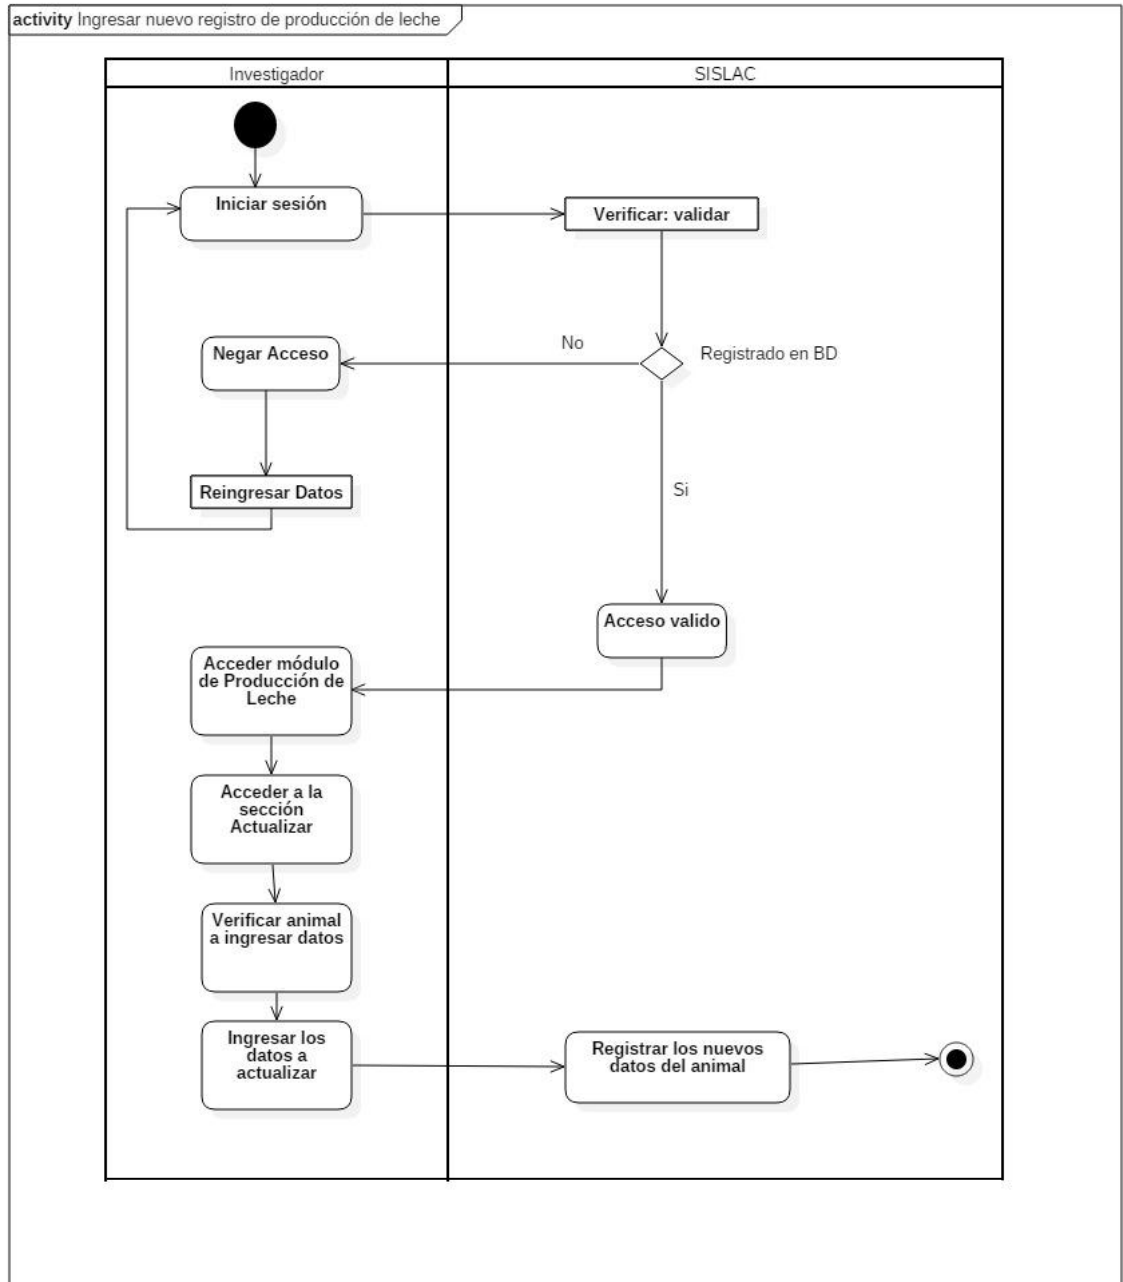 activity Ingresar nuevo registro de producción de leche
Investigador
SISLAC
Iniciar sesión
Verificar: validar
Negar Acceso
No
Registrado en BD
Reingresar Datos
Si
Acceso valido
Acceder módulo
de Producción de
Leche
Acceder a la
sección
Actualizar
Verificar animal
a ingresar datos
Ingresar los
datos a
actualizar
Registrar los nuevos
datos del animal